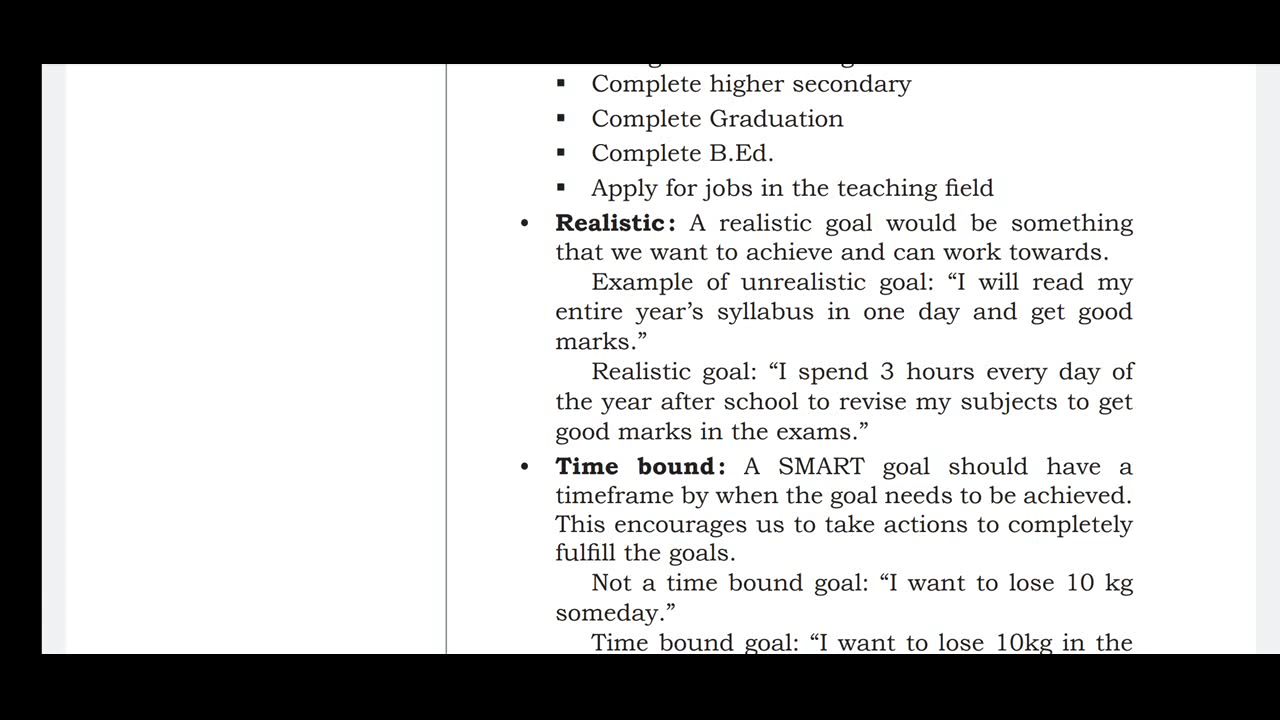 ▪ Complete higher secondary
▪ Complete Graduation
▪ Complete B.Ed.
▪ Apply for jobs in the teaching field
• Realistic: A realistic goal would be something
that we want to achieve and can work towards.
Example of unrealistic goal: “I will read my
entire year’s syllabus in one day and get good
marks.”
Realistic goal: “I spend 3 hours every day of
the year after school to revise my subjects to get
good marks in the exams.”
• Time bound: A SMART goal should have a
timeframe by when the goal needs to be achieved.
This encourages us to take actions to completely
fulfill the goals.
Not a time bound goal: “I want to lose 10 kg
someday.”
Time bound goal: “I want to lose 10kg in the